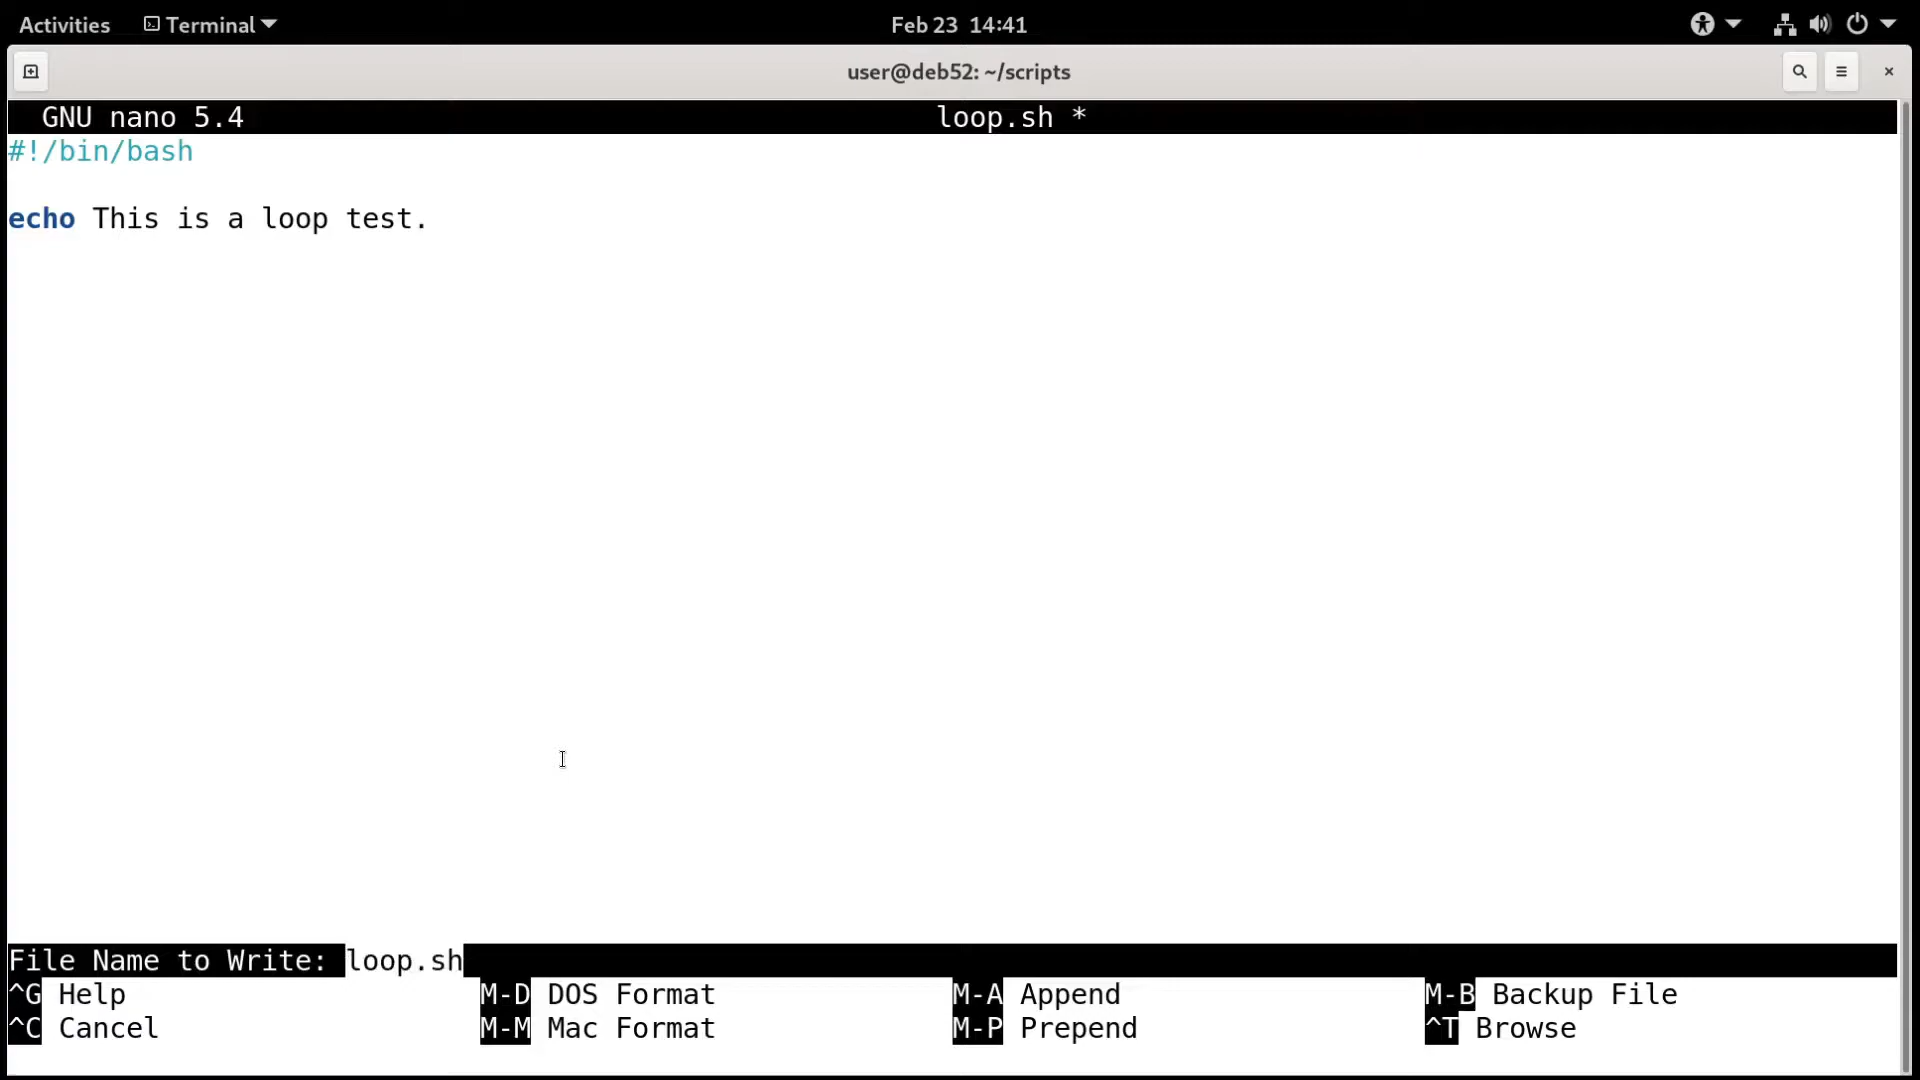 Activities Terminal Feb 23 14:41
user@deb52: ~/scripts
GNU nano 5.4 loop.sh *
#!/bin/bash
echo This is a loop test.
File Name to Write: loop.sh
^G Help M-D DOS Format M-A Append M-B Backup File
^C Cancel M-M Mac Format M-P Prepend ^T Browse